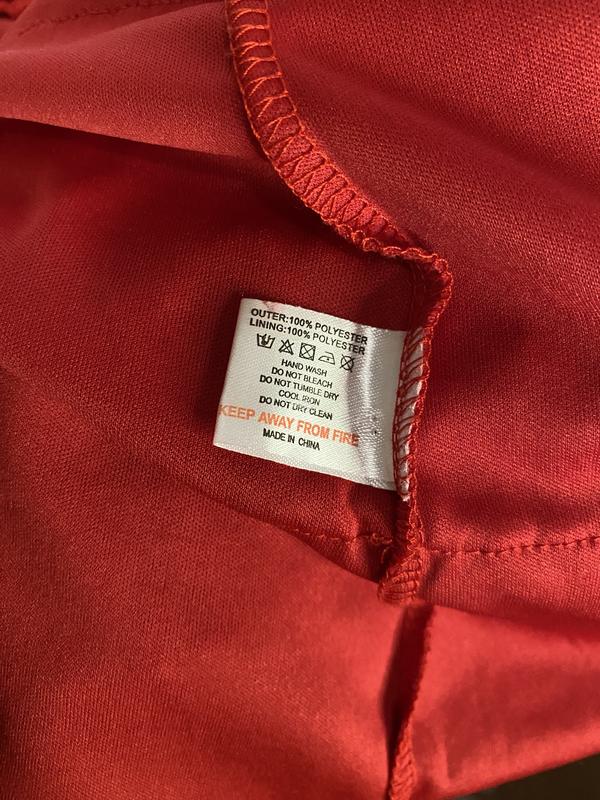 OUTER:100% POLYESTER
LINING:100% POLYESTER
HAND WASH
DO NOT BLEACH
DO NOT TUMBLE DRY
COOL IRON
DO NOT DRY CLEAN
KEEP AWAY FROM FIRE
MADE IN CHINA